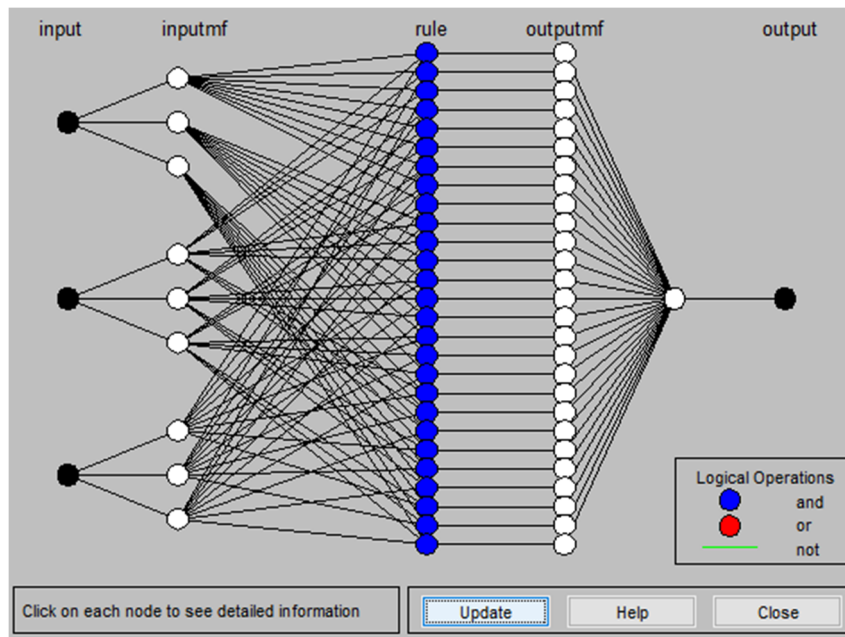 input inputmf rule outputmf output
Logical Operations
and
or
not
Click on each node to see detailed information
Update Help Close